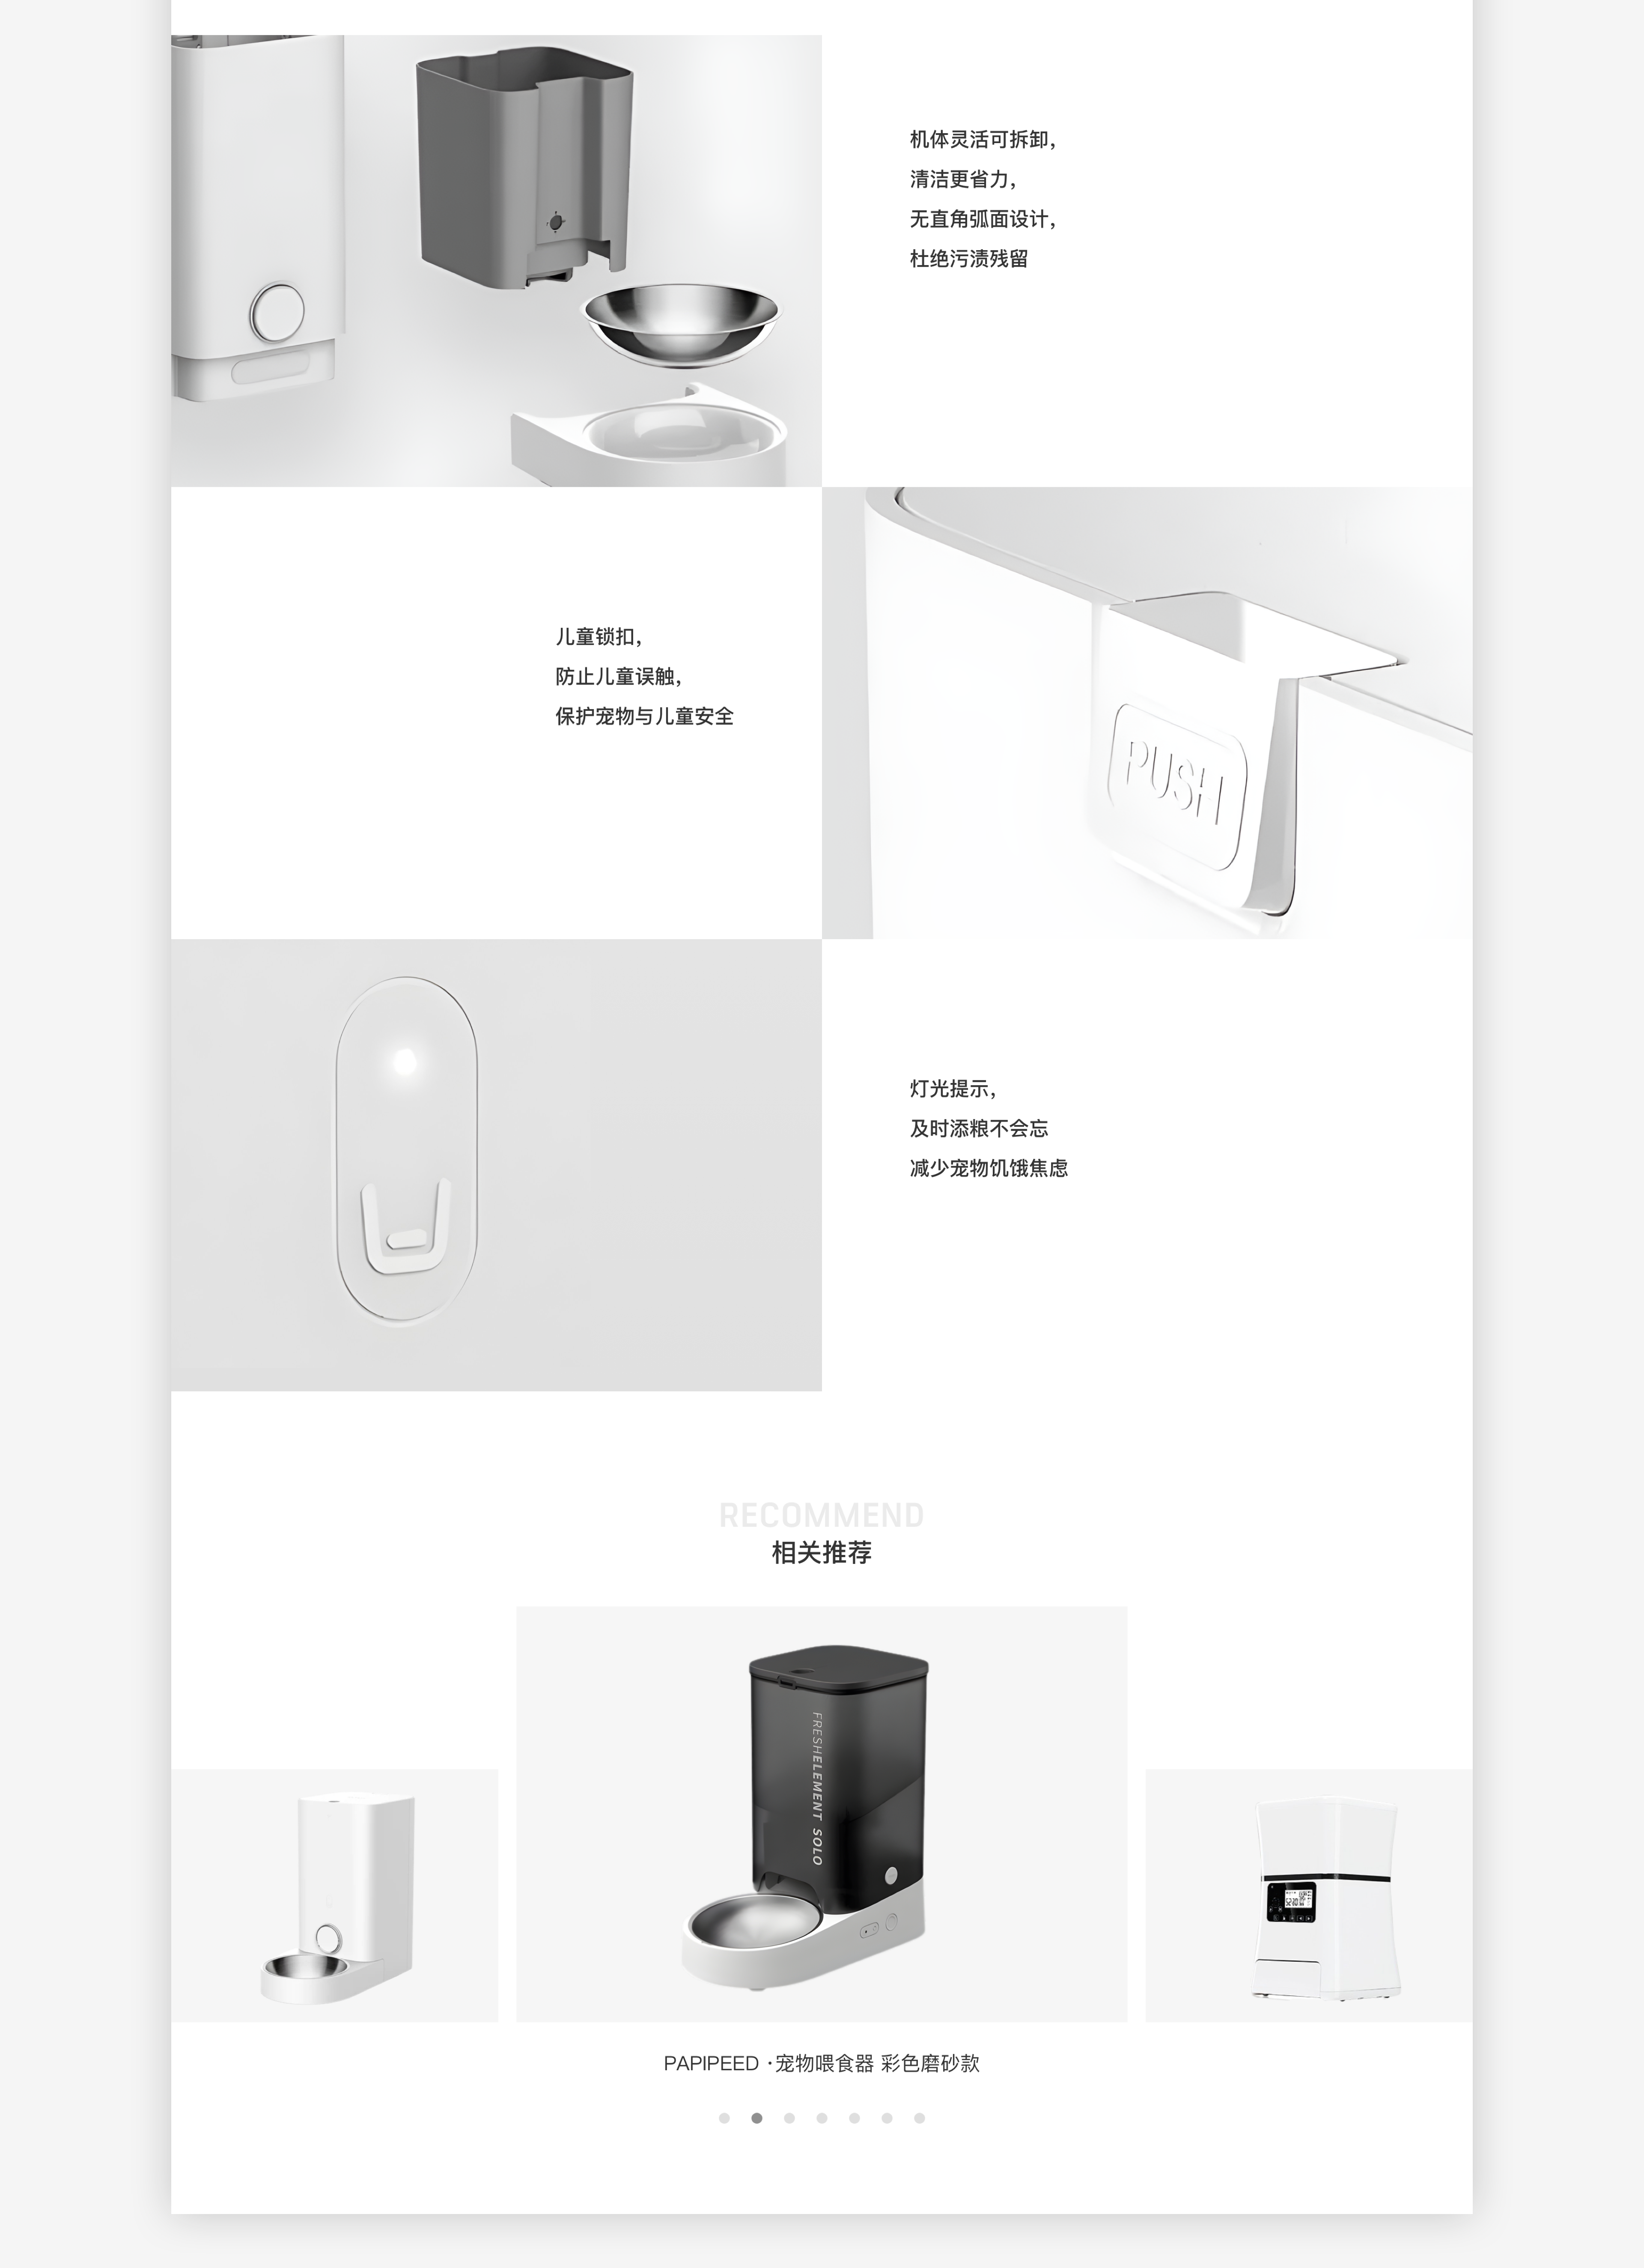 机体灵活可拆卸，
清洁更省力，
无直角弧面设计，
杜绝污渍残留
儿童锁扣，
防止儿童误触，
保护宠物与儿童安全
PUSH
灯光提示，
及时添粮不会忘
减少宠物饥饿焦虑
RECOMMEND
相关推荐
FRESHELEMENT SOLO
PAPIPEED ·宠物喂食器 彩色磨砂款